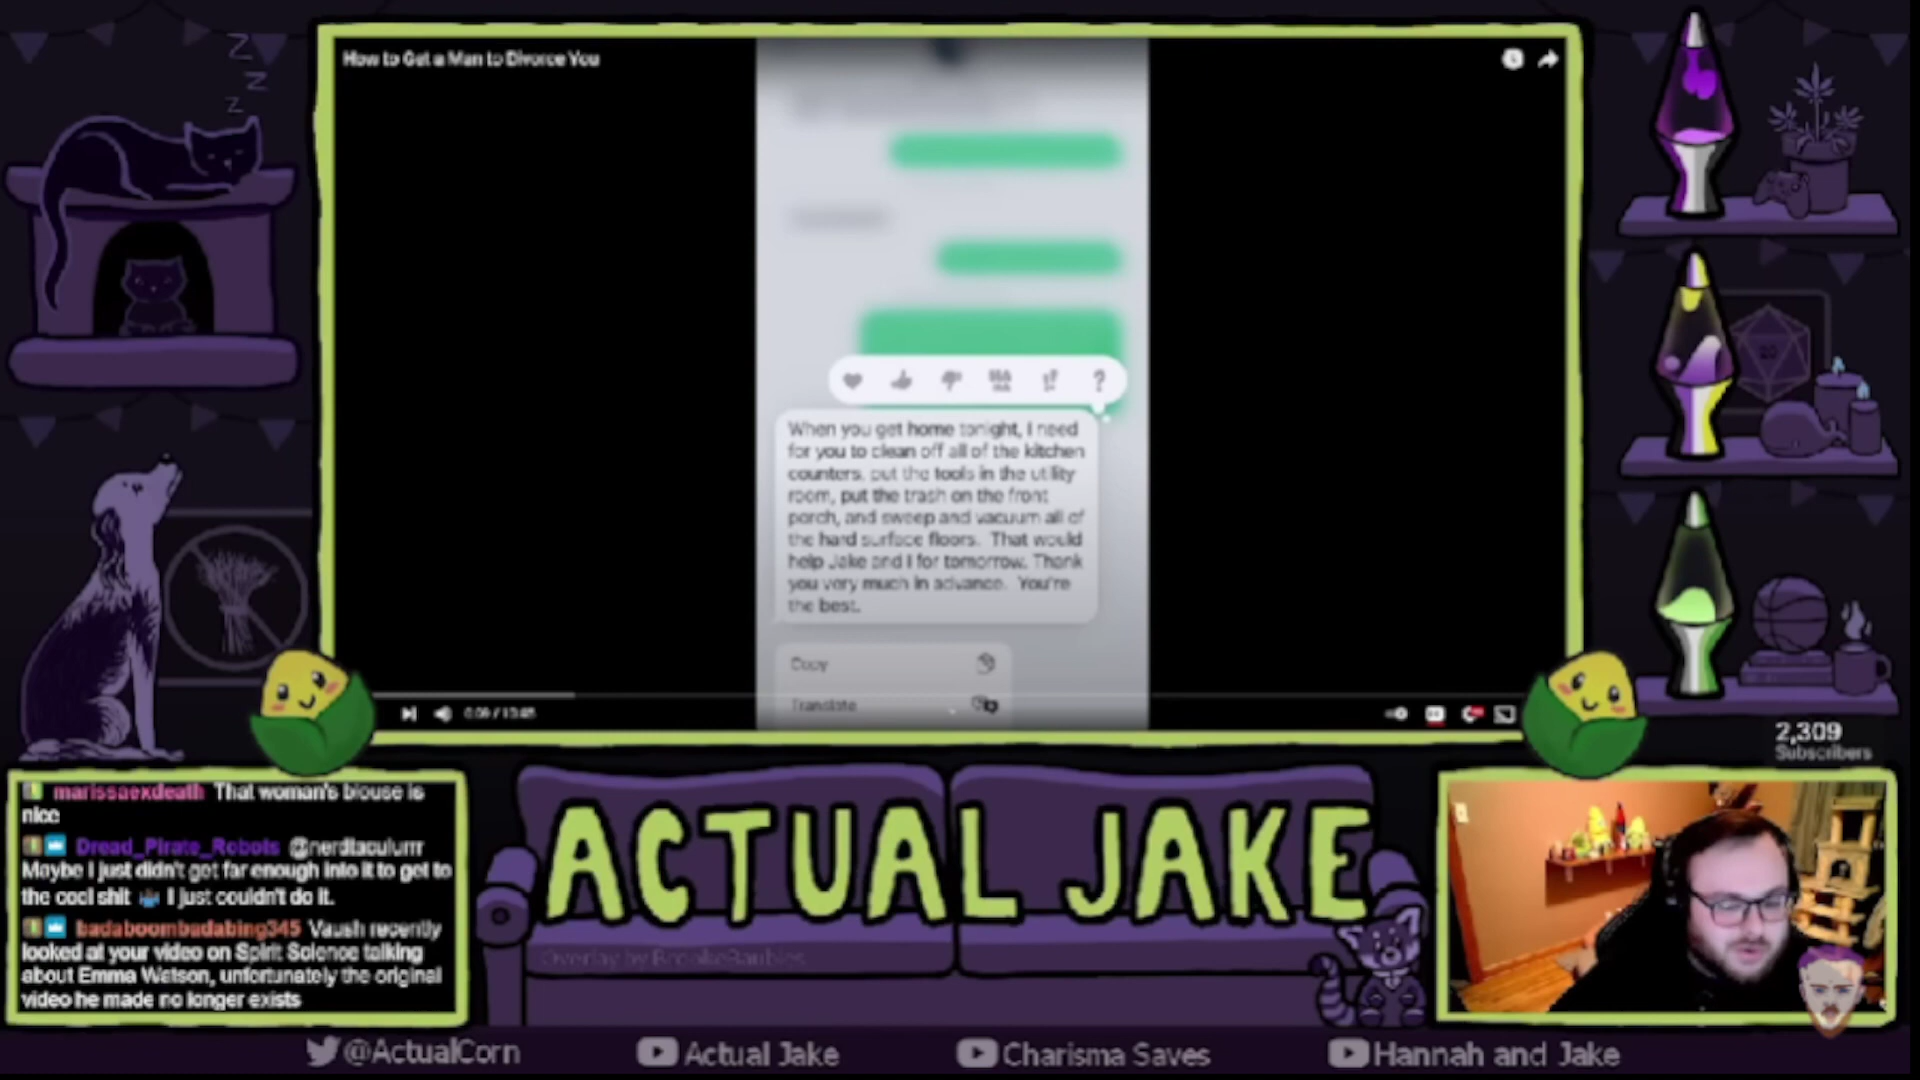 How to Get a Man to Divorce You
When you get home tonight, I need
for you to clean off all of the kitchen
counters, put the tools in the utility
room, put the trash on the front
porch, and sweep and vacuum all of
the hard surface floors. That would
help Jake and I for tomorrow. Thank
you very much in advance. You're
the best.
Copy
Translate
2,309
Subscribers
marissaexdeath That woman's blouse is
nice
Dread_Pirate_Robots @nerdtaculurrr
Maybe I just didn't get far enough into it to get to
the cool shit I just couldn't do it.
badaboombadabing345 Vaush recently
looked at your video on Spirit Science talking
about Emma Watson, unfortunately the original
video he made no longer exists
ACTUAL JAKE
Overlay by
@ActualCorn
Actual Jake
Charisma Saves
Hannah and Jake